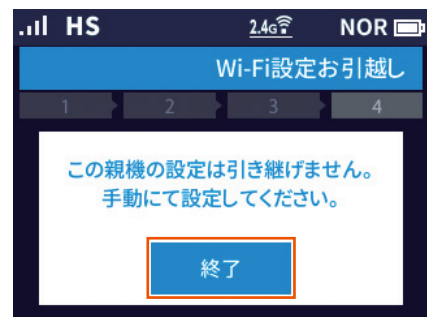 HS 2.4G NOR
Wi-Fi設定お引越し
1 2 3 4
この親機の設定は引き継げません。
手動にて設定してください。
終了